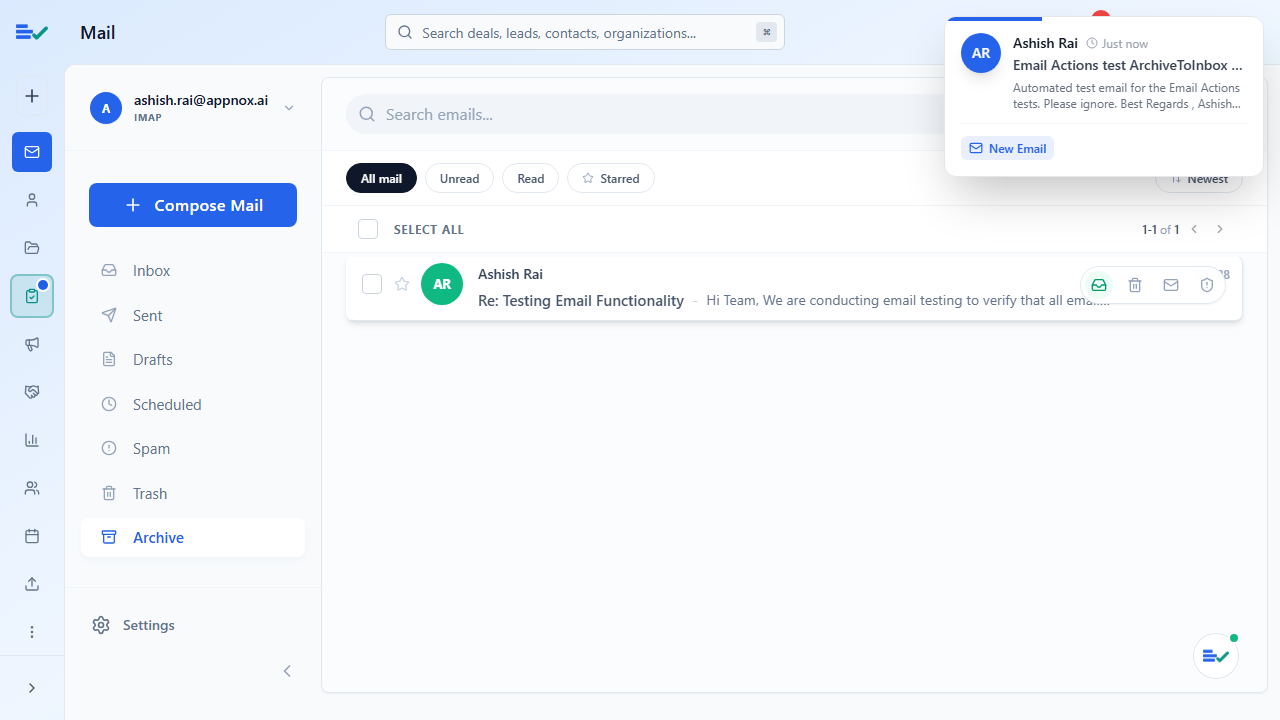 Mail
Search deals, leads, contacts, organizations...
⌘
AR
Ashish Rai
Just now
Email Actions test ArchiveToInbox ...
Automated test email for the Email Actions
tests. Please ignore. Best Regards , Ashish...
New Email
A
ashish.rai@appnox.ai
IMAP
Search emails...
All mail
Unread
Read
Starred
Newest
Compose Mail
SELECT ALL
1-1 of 1
AR
Ashish Rai
Re: Testing Email Functionality - Hi Team, We are conducting email testing to verify that all email...
Inbox
Sent
Drafts
Scheduled
Spam
Trash
Archive
Settings